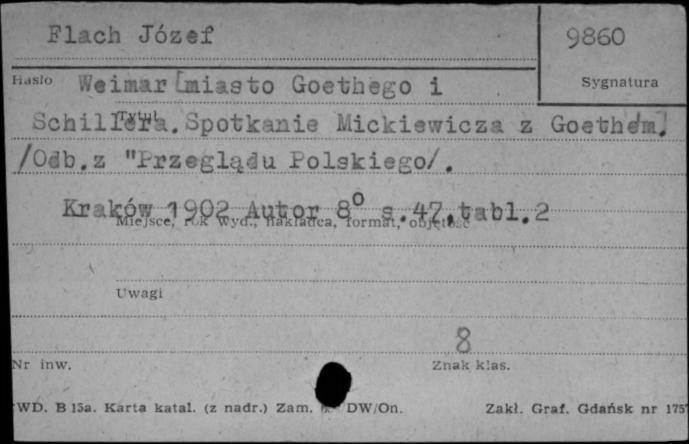 Flach Józef
9860
Hasło Weimar [miasto Goethego i
Sygnatura
Schillera. Spotkanie Mickiewicza z Goethem].
Tytuł
/Odb.z "Przeglądu Polskiego/.
Kraków 1902 Autor 8° s.47,tabl.2
Miejsce, rok wyd., nakładca, format, objętość
Uwagi
8
Nr inw.
Znak klas.
WD. B 15a. Karta katal. (z nadr.) Zam. DW/On.
Zakł. Graf. Gdańsk nr 175